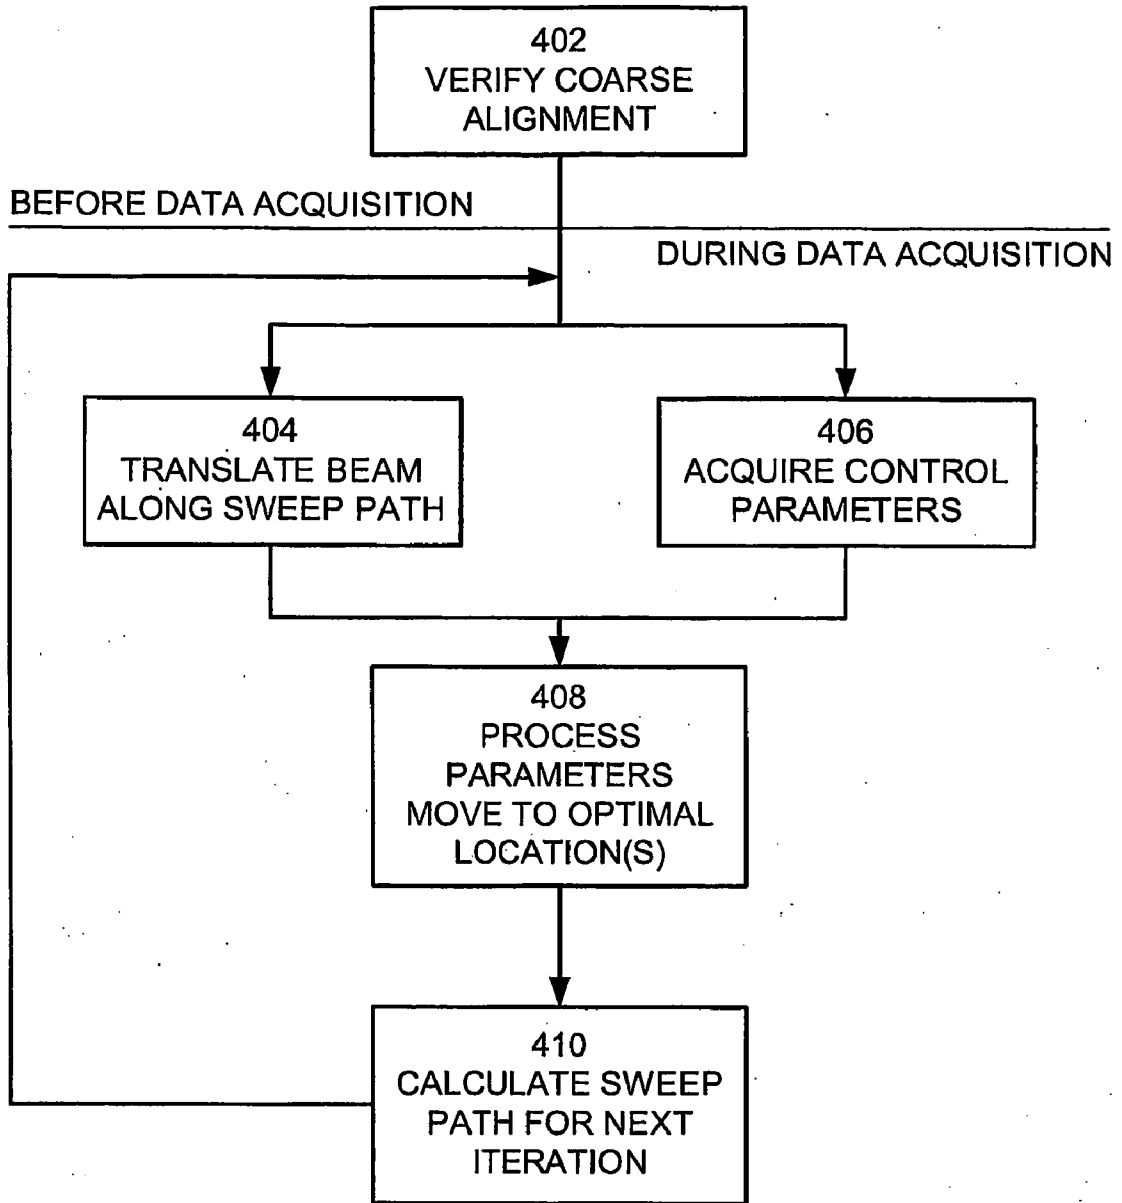 402
VERIFY COARSE
ALIGNMENT
BEFORE DATA ACQUISITION
DURING DATA ACQUISITION
404
TRANSLATE BEAM
ALONG SWEEP PATH
406
ACQUIRE CONTROL
PARAMETERS
408
PROCESS
PARAMETERS
MOVE TO OPTIMAL
LOCATION(S)
410
CALCULATE SWEEP
PATH FOR NEXT
ITERATION